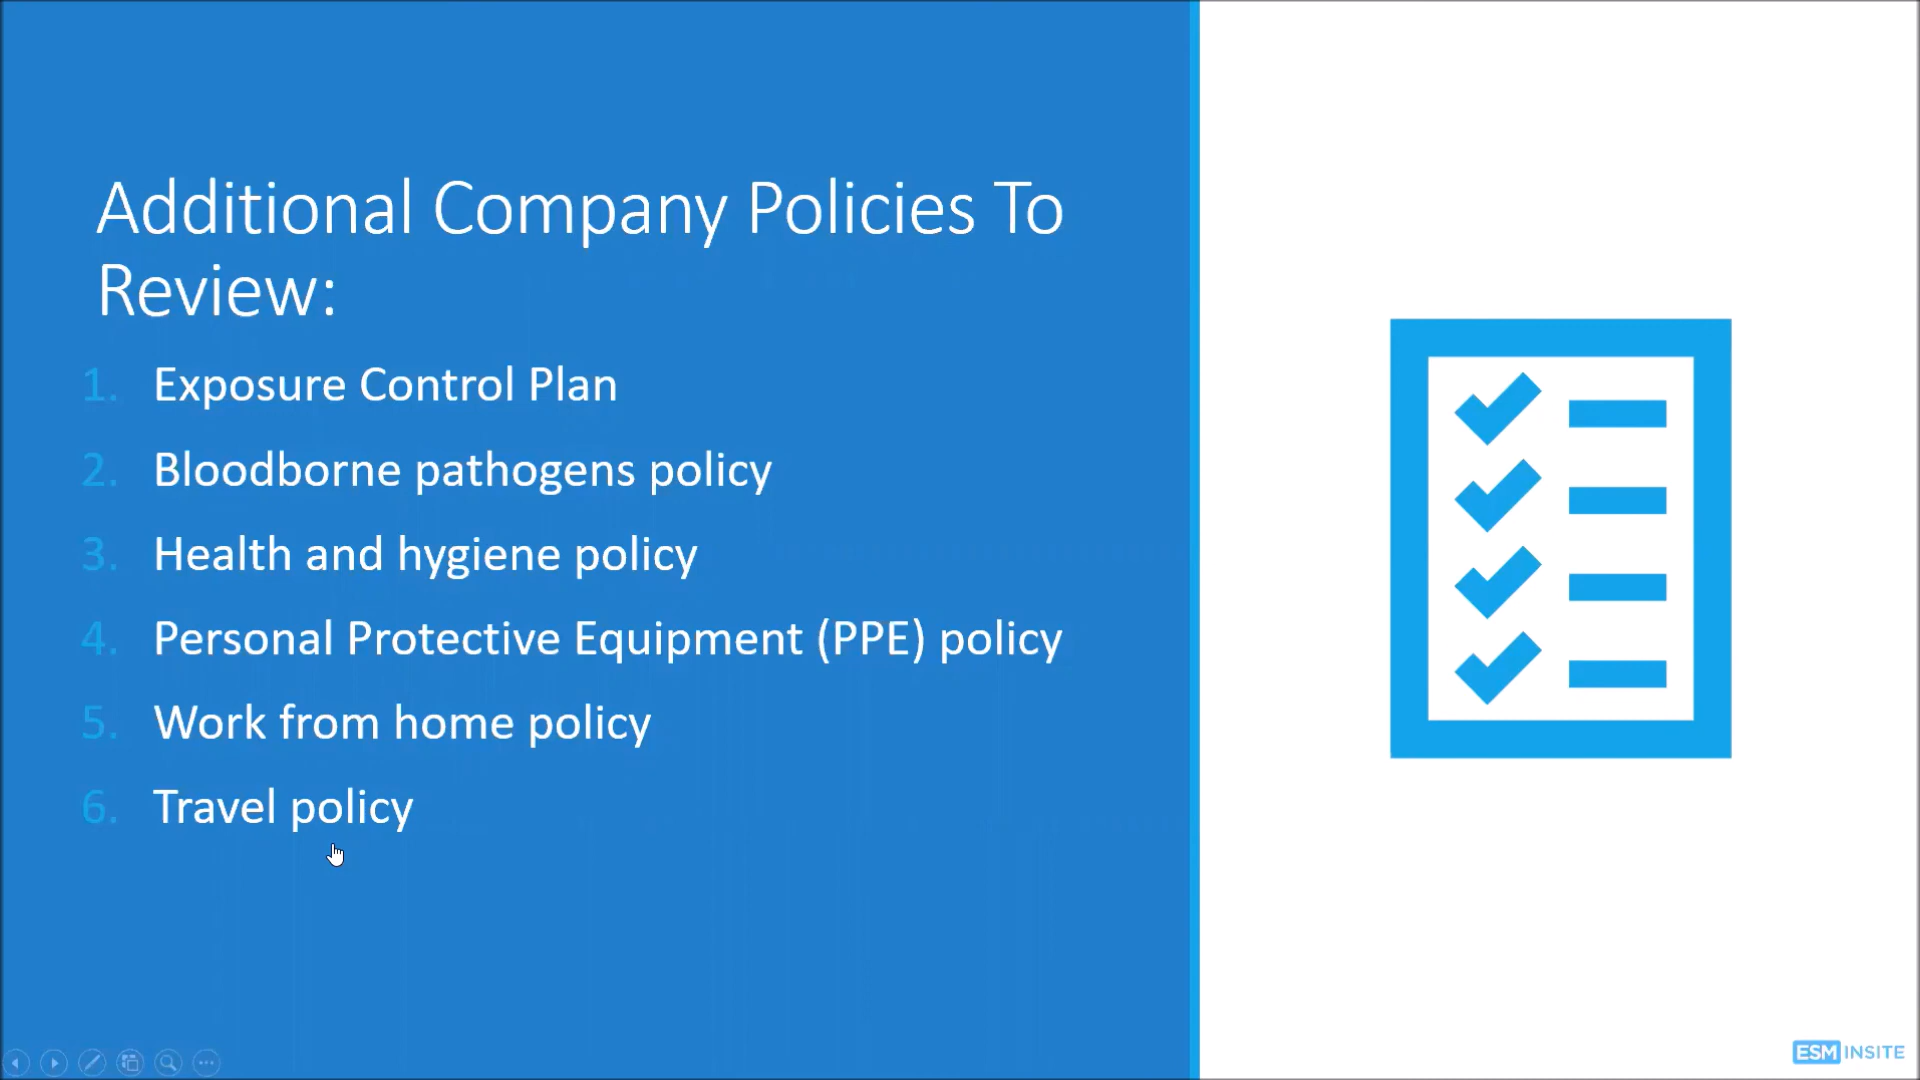 Additional Company Policies To
Review:
1. Exposure Control Plan
2. Bloodborne pathogens policy
3. Health and hygiene policy
4. Personal Protective Equipment (PPE) policy
5. Work from home policy
6. Travel policy
ESM INSITE